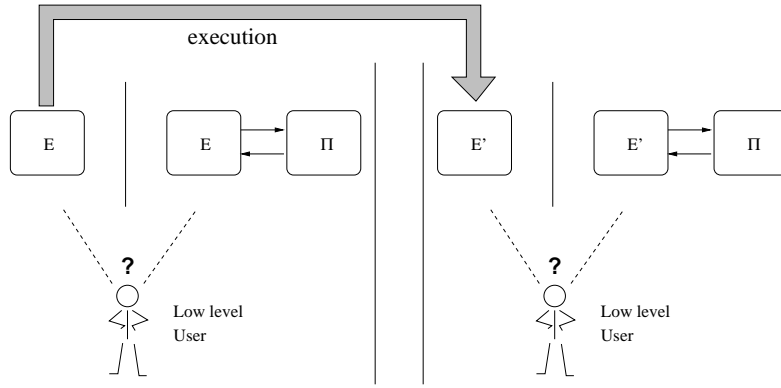 execution
E
E
Π
E'
E'
Π
?
?
Low level
User
Low level
User